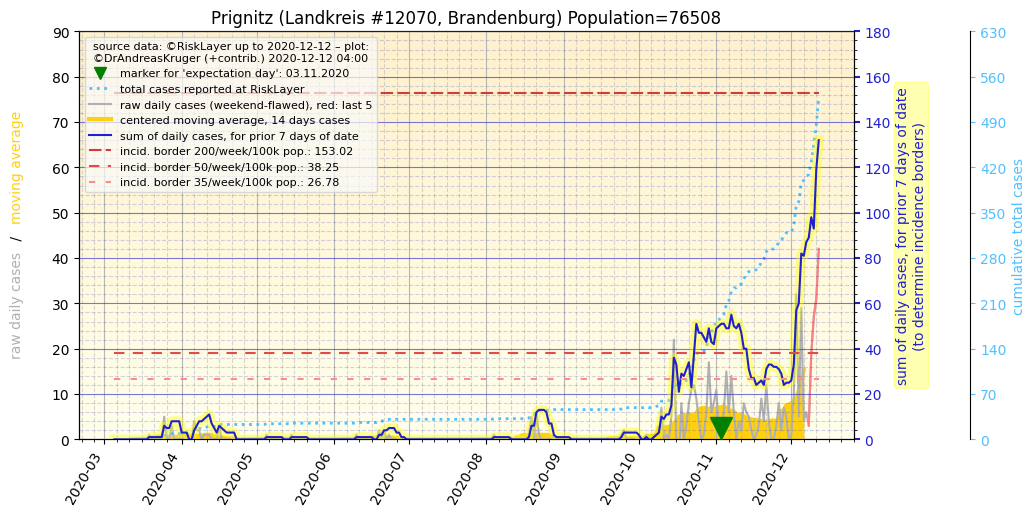 Prignitz (Landkreis #12070, Brandenburg) Population=76508
source data: ©RiskLayer up to 2020-12-12 – plot:
©DrAndreasKruger (+contrib.) 2020-12-12 04:00
marker for 'expectation day': 03.11.2020
total cases reported at RiskLayer
raw daily cases (weekend-flawed), red: last 5
centered moving average, 14 days cases
sum of daily cases, for prior 7 days of date
incid. border 200/week/100k pop.: 153.02
incid. border 50/week/100k pop.: 38.25
incid. border 35/week/100k pop.: 26.78
raw daily cases / moving average
90
80
70
60
50
40
30
20
10
0
2020-03
2020-04
2020-05
2020-06
2020-07
2020-08
2020-09
2020-10
2020-11
2020-12
180
160
140
120
100
80
60
40
20
0
sum of daily cases, for prior 7 days of date
(to determine incidence borders)
630
560
490
420
350
280
210
140
70
0
cumulative total cases